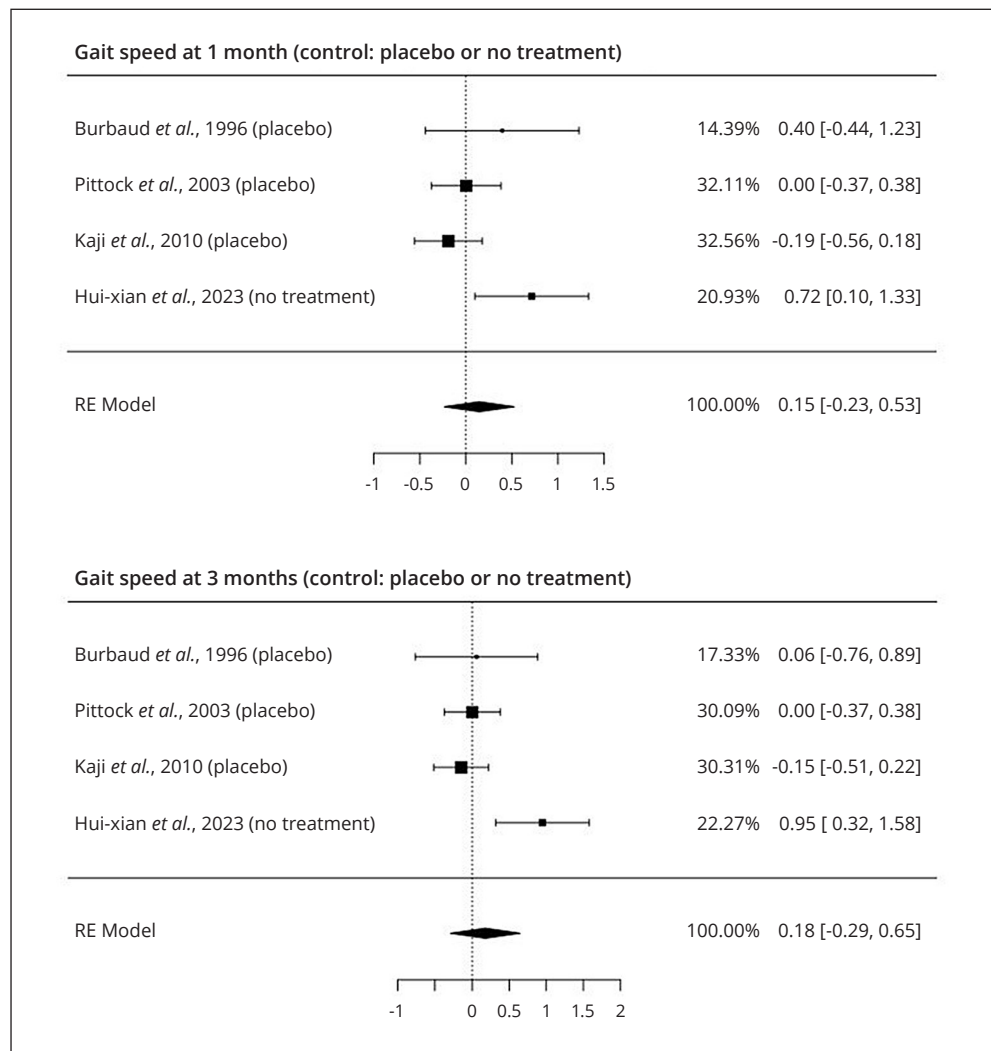 Gait speed at 1 month (control: placebo or no treatment)
Burbaud et al., 1996 (placebo) 14.39% 0.40 [-0.44, 1.23]
Pittock et al., 2003 (placebo) 32.11% 0.00 [-0.37, 0.38]
Kaji et al., 2010 (placebo) 32.56% -0.19 [-0.56, 0.18]
Hui-xian et al., 2023 (no treatment) 20.93% 0.72 [0.10, 1.33]
RE Model 100.00% 0.15 [-0.23, 0.53]
-1 -0.5 0 0.5 1 1.5
Gait speed at 3 months (control: placebo or no treatment)
Burbaud et al., 1996 (placebo) 17.33% 0.06 [-0.76, 0.89]
Pittock et al., 2003 (placebo) 30.09% 0.00 [-0.37, 0.38]
Kaji et al., 2010 (placebo) 30.31% -0.15 [-0.51, 0.22]
Hui-xian et al., 2023 (no treatment) 22.27% 0.95 [ 0.32, 1.58]
RE Model 100.00% 0.18 [-0.29, 0.65]
-1 0 0.5 1 1.5 2